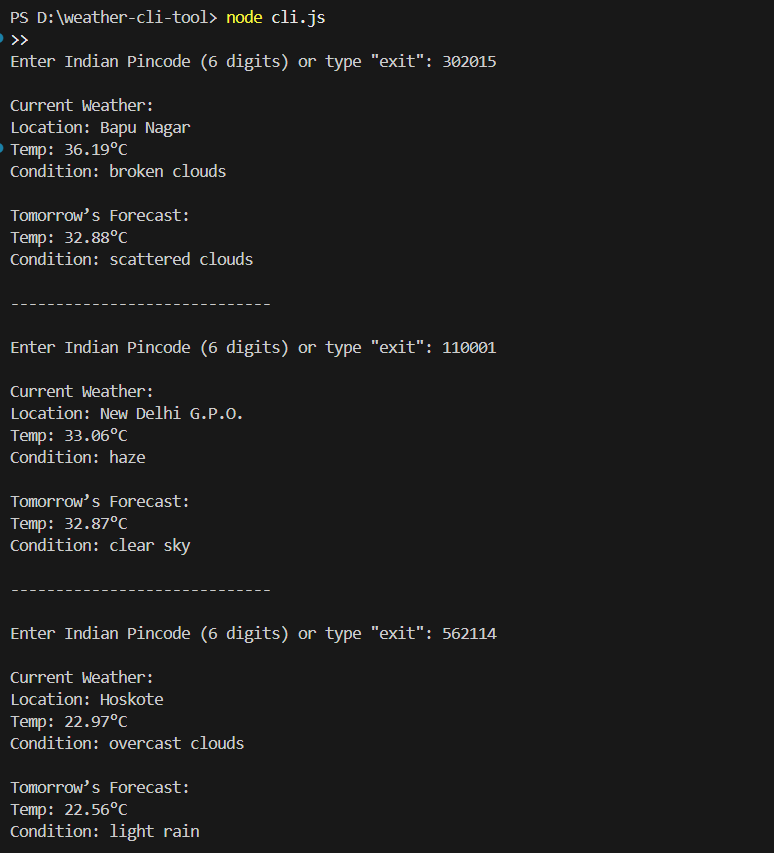 PS D:\weather-cli-tool> node cli.js
>>
Enter Indian Pincode (6 digits) or type "exit": 302015
Current Weather:
Location: Bapu Nagar
Temp: 36.19°C
Condition: broken clouds
Tomorrow’s Forecast:
Temp: 32.88°C
Condition: scattered clouds
-----------------------------
Enter Indian Pincode (6 digits) or type "exit": 110001
Current Weather:
Location: New Delhi G.P.O.
Temp: 33.06°C
Condition: haze
Tomorrow’s Forecast:
Temp: 32.87°C
Condition: clear sky
-----------------------------
Enter Indian Pincode (6 digits) or type "exit": 562114
Current Weather:
Location: Hoskote
Temp: 22.97°C
Condition: overcast clouds
Tomorrow’s Forecast:
Temp: 22.56°C
Condition: light rain